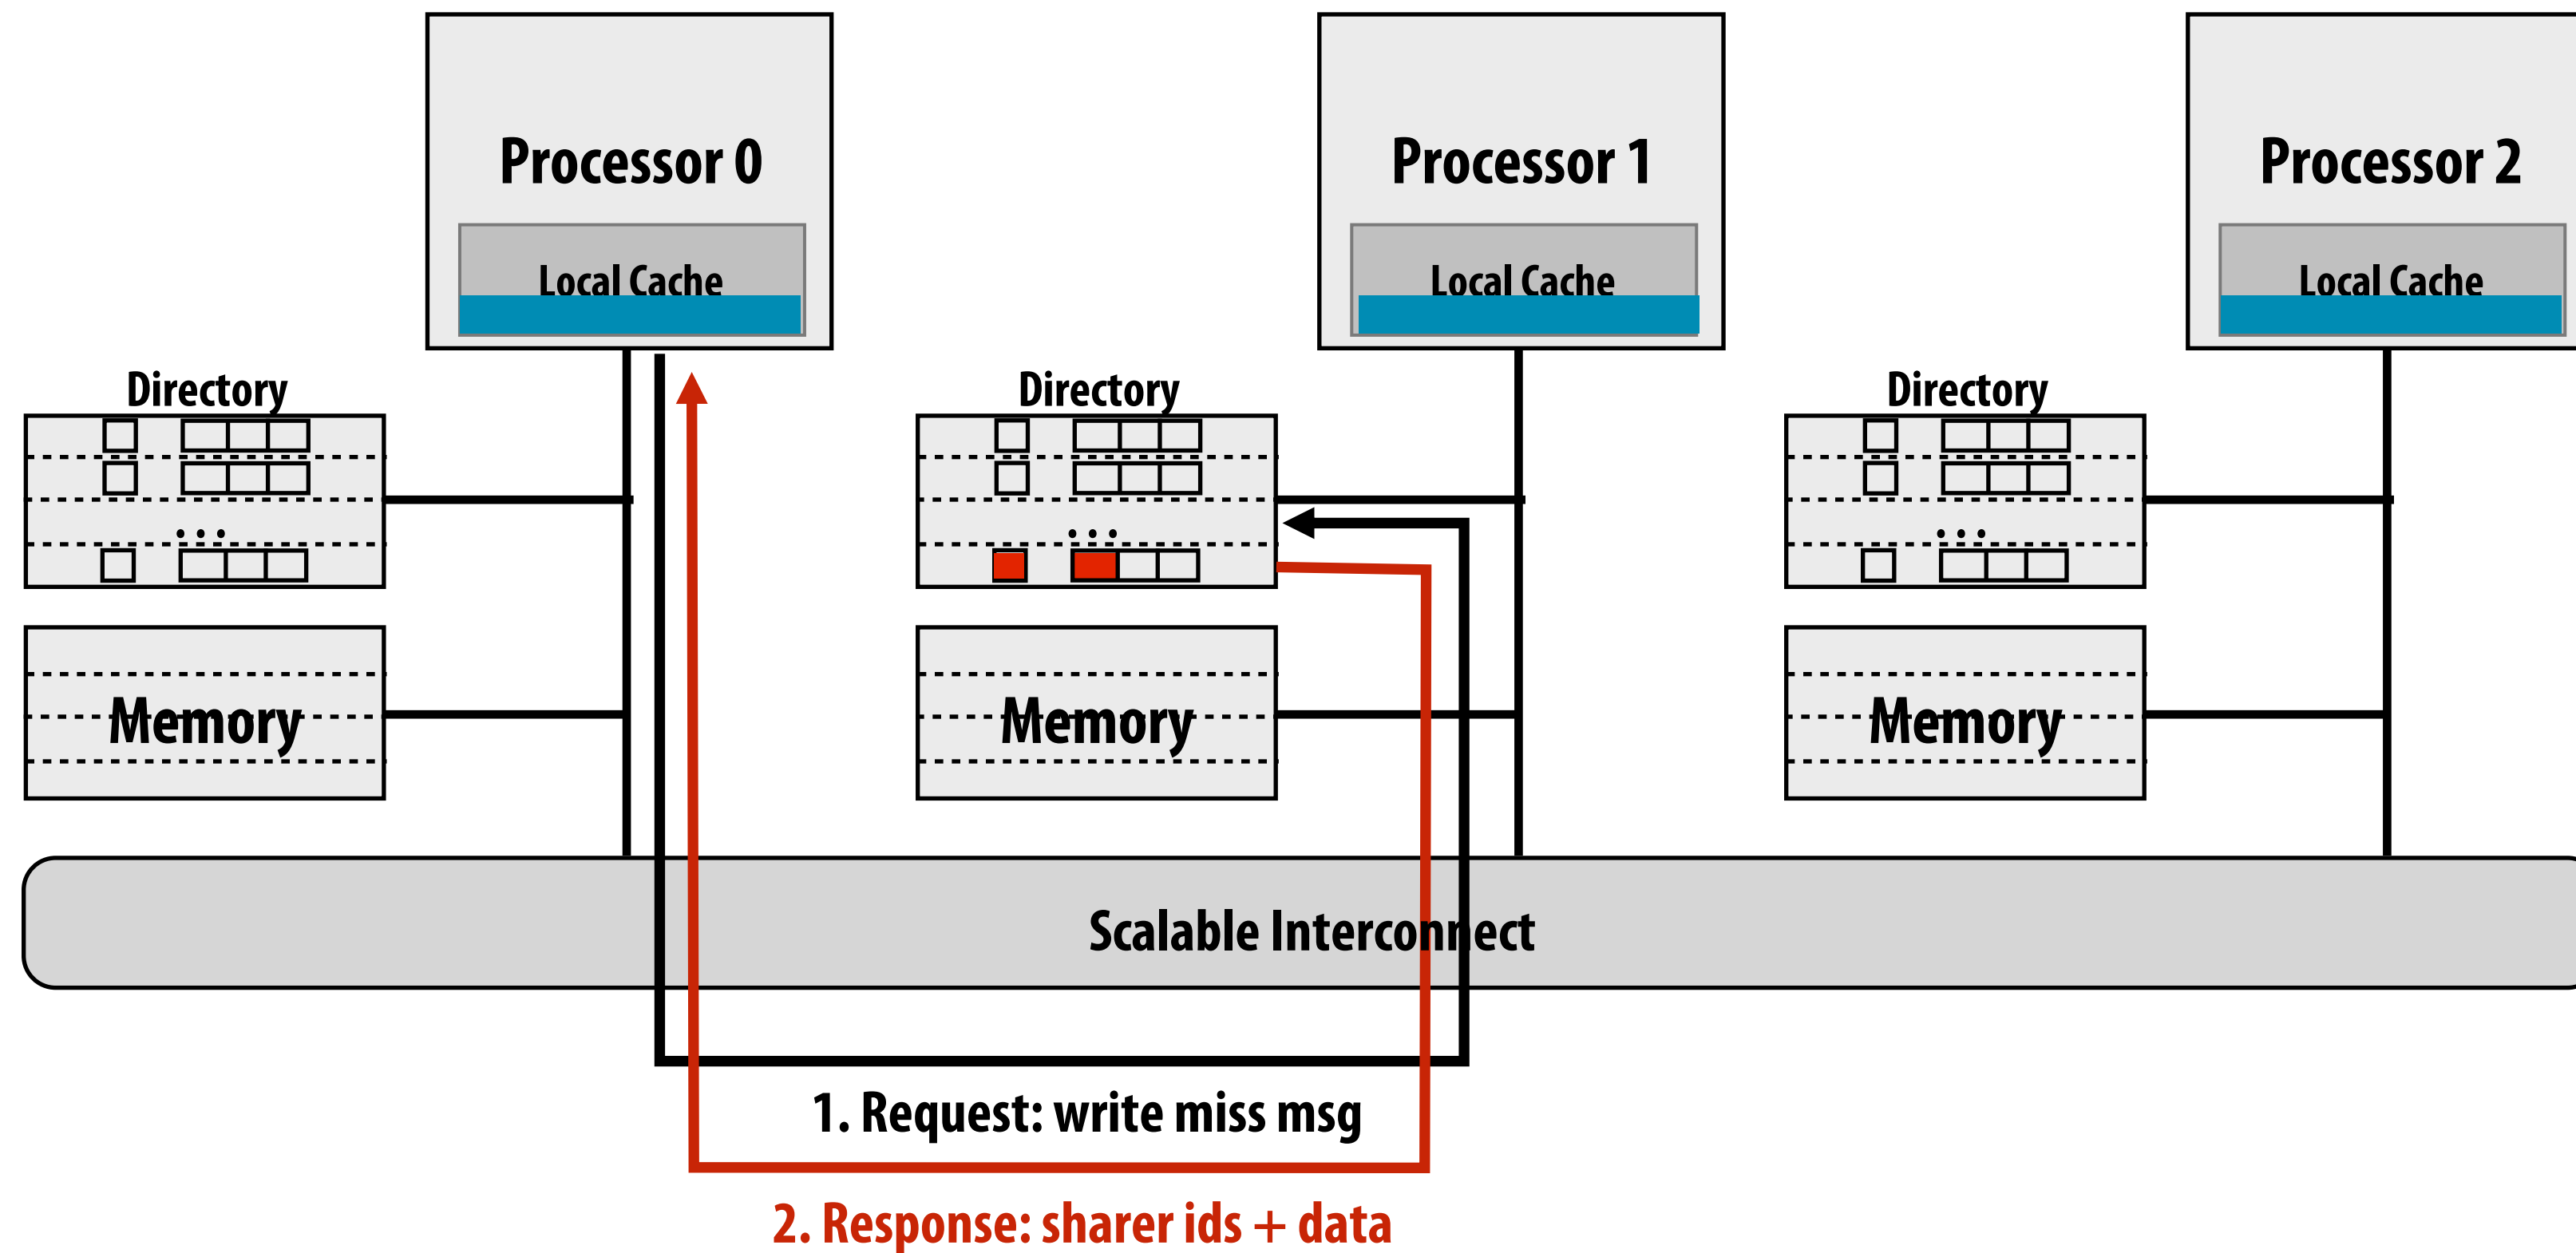 Processor 0
Processor 1
Processor 2
Local Cache
Local Cache
Local Cache
Directory
Directory
Directory
...
...
...
Memory
Memory
Memory
Scalable Interconnect
1. Request: write miss msg
2. Response: sharer ids + data